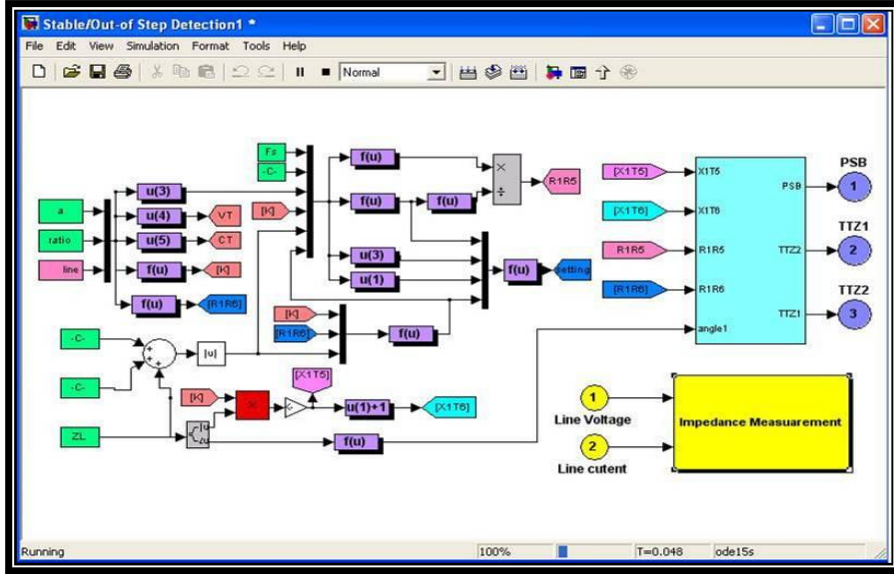 Stable/Out-of Step Detection1 *
File Edit View Simulation Format Tools Help
Normal
a
ratio
line
u(3)
u(4)
u(5)
f(u)
f(u)
VT
CT
[K]
[R1R6]
Fs
-C-
[K]
f(u)
f(u)
f(u)
u(3)
u(1)
×
÷
R1R5
f(u)
setting
[K]
[R1R6]
f(u)
-C-
-C-
ZL
|u|
[K]
×
[X1T5]
u(1)+1
[X1T6]
|u|
∠u
f(u)
[X1T5]
[X1T6]
R1R5
[R1R6]
X1T5
X1T6
R1R5
R1R6
angle1
PSB
TTZ2
TTZ1
PSB
1
TTZ1
2
TTZ2
3
1
Line Voltage
2
Line cutent
Impedance Measuarement
Running
100%
T=0.048
ode15s